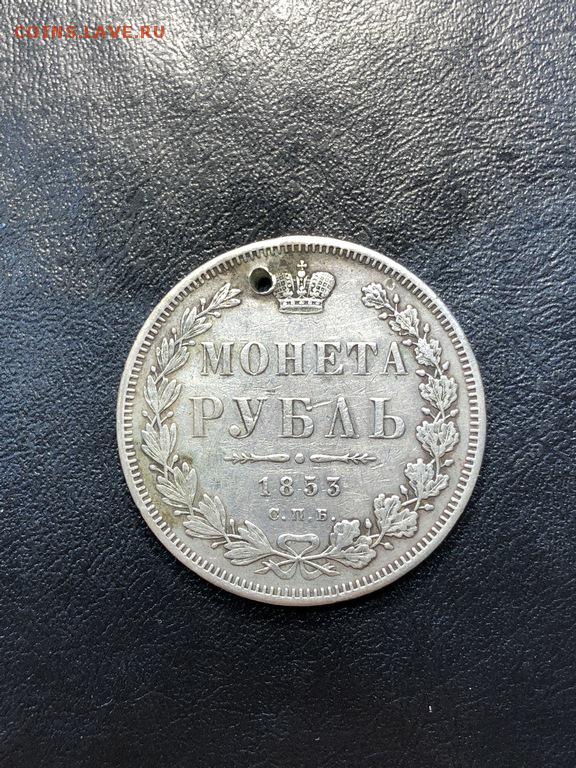 COINS.LAVE.RU
МОНЕТА
РУБЛЬ
1853
С.П.Б.